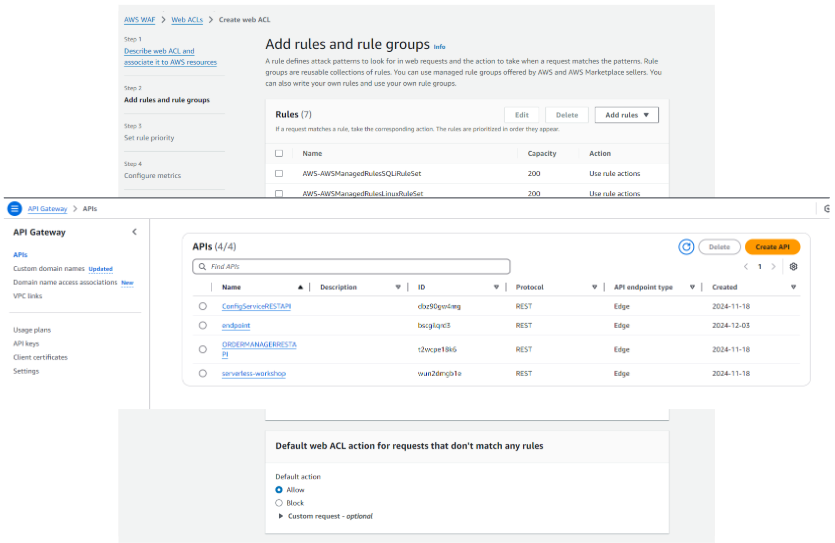 AWS WAF > Web ACLs > Create web ACL
Step 1
Describe web ACL and
associate it to AWS resources
Step 2
Add rules and rule groups
Step 3
Set rule priority
Step 4
Configure metrics
Add rules and rule groups Info
A rule defines attack patterns to look for in web requests and the action to take when a request matches the patterns. Rule
groups are reusable collections of rules. You can use managed rule groups offered by AWS and AWS Marketplace sellers. You
can also write your own rules and use your own rule groups.
Rules (7) Edit Delete Add rules
If a request matches a rule, take the corresponding action. The rules are prioritized in order they appear.
Name Capacity Action
AWS-AWSManagedRulesSQLiRuleSet 200 Use rule actions
AWS-AWSManagedRulesLinuxRuleSet 200 Use rule actions
API Gateway > APIs
API Gateway
APIs
Custom domain names Updated
Domain name access associations New
VPC links
Usage plans
API keys
Client certificates
Settings
APIs (4/4) Delete Create API
Find APIs
1
Name Description ID Protocol API endpoint type Created
ConfigServiceRESTAPI dbz90gw4mg REST Edge 2024-11-18
endpoint REST Edge 2024-12-03
ORDERMANAGERRESTA
PI t2wcpe18k6 REST Edge 2024-11-18
serverless-workshop REST Edge 2024-11-18
Default web ACL action for requests that don't match any rules
Default action
Allow
Block
Custom request - optional